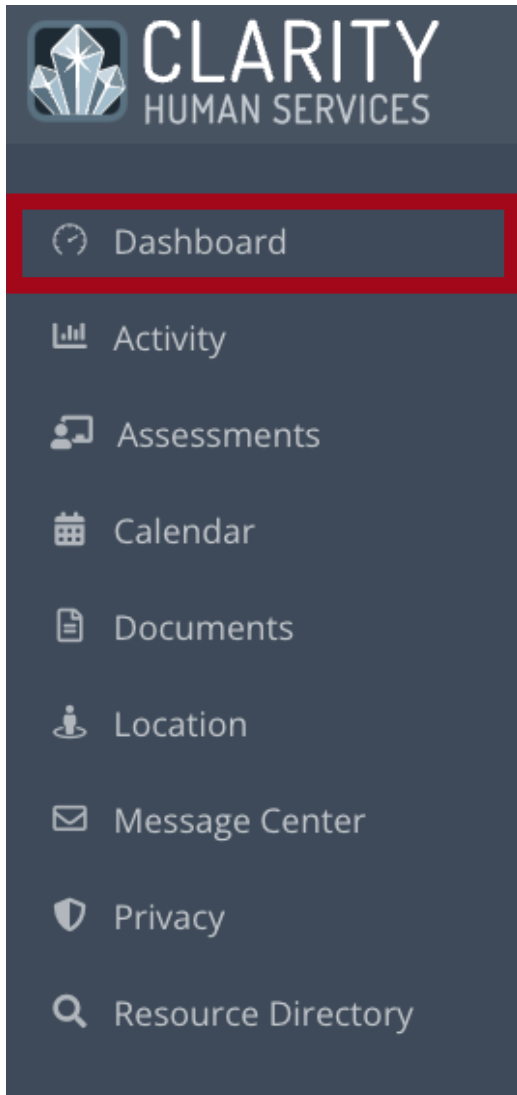 CLARITY
HUMAN SERVICES
Dashboard
Activity
Assessments
Calendar
Documents
Location
Message Center
Privacy
Resource Directory